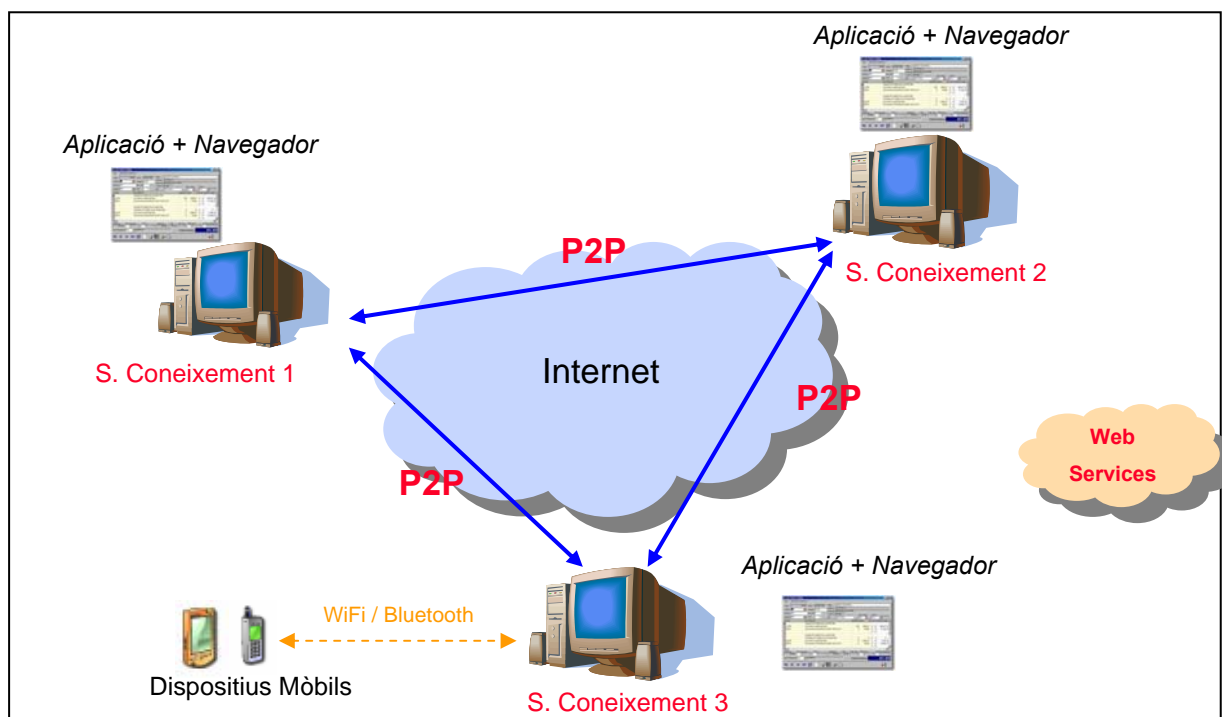 Aplicació + Navegador
Aplicació + Navegador
P2P
S. Coneixement 2
S. Coneixement 1
Internet
P2P
Web
Services
P2P
Aplicació + Navegador
WiFi / Bluetooth
Dispositius Mòbils
S. Coneixement 3